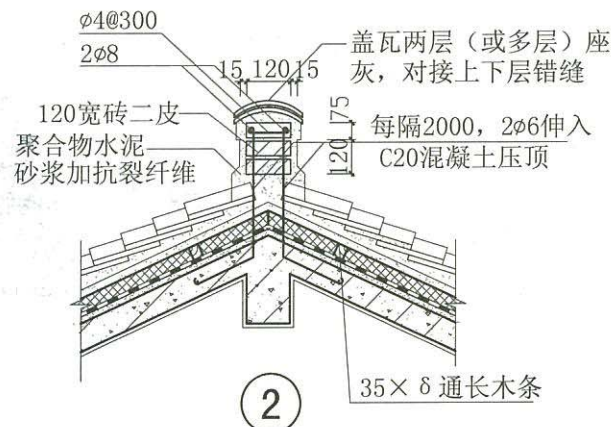 ø4@300
2ø8
15 120 15
盖瓦两层（或多层）座
灰，对接上下层错缝
75
120宽砖二皮
每隔2000，2ø6伸入
聚合物水泥
砂浆加抗裂纤维
120
C20混凝土压顶
35×δ通长木条
2